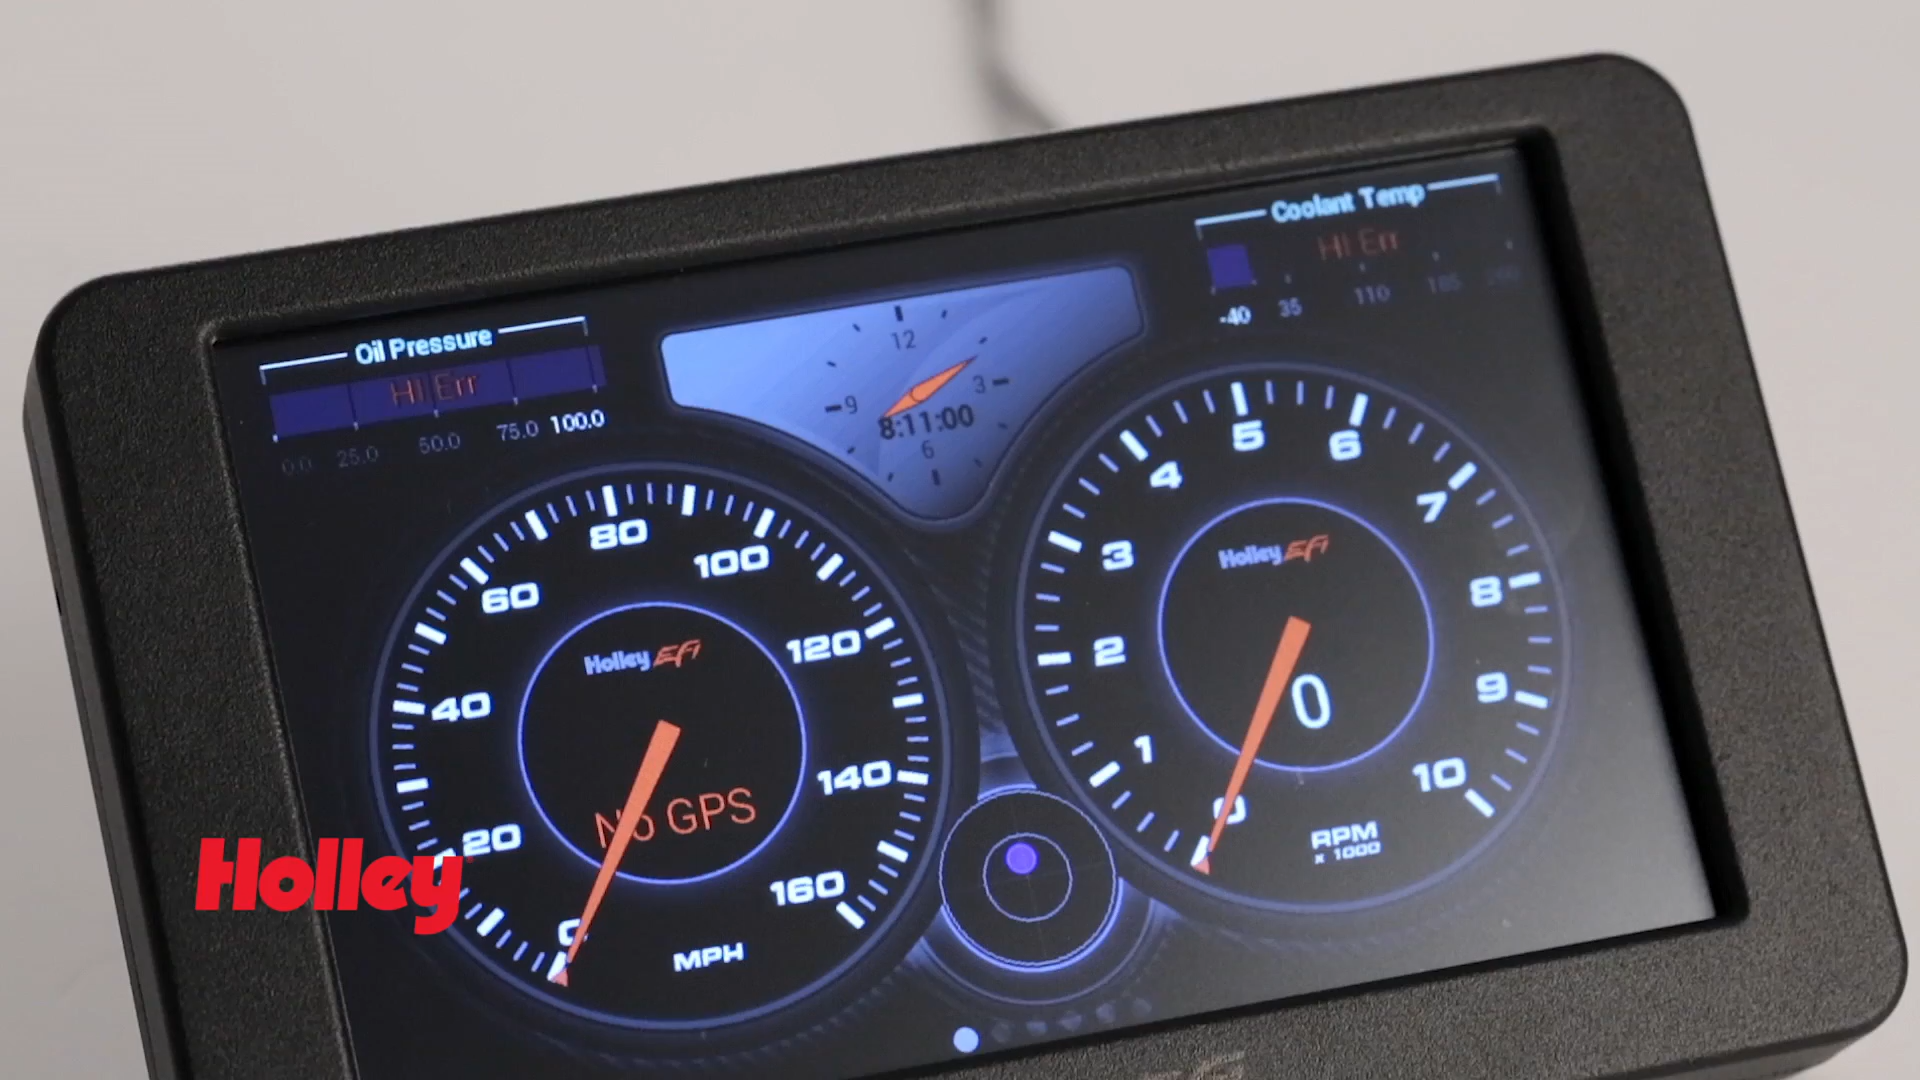 Coolant Temp
HI Err
-40 35 110 185
Oil Pressure
HI Err
0.0 25.0 50.0 75.0 100.0
12
9 3
8:11:00
6
0 20 40 60 80 100 120 140 160
Holley EFI
No GPS
MPH
0 1 2 3 4 5 6 7 8 9 10
Holley EFI
0
RPM
x 1000
Holley